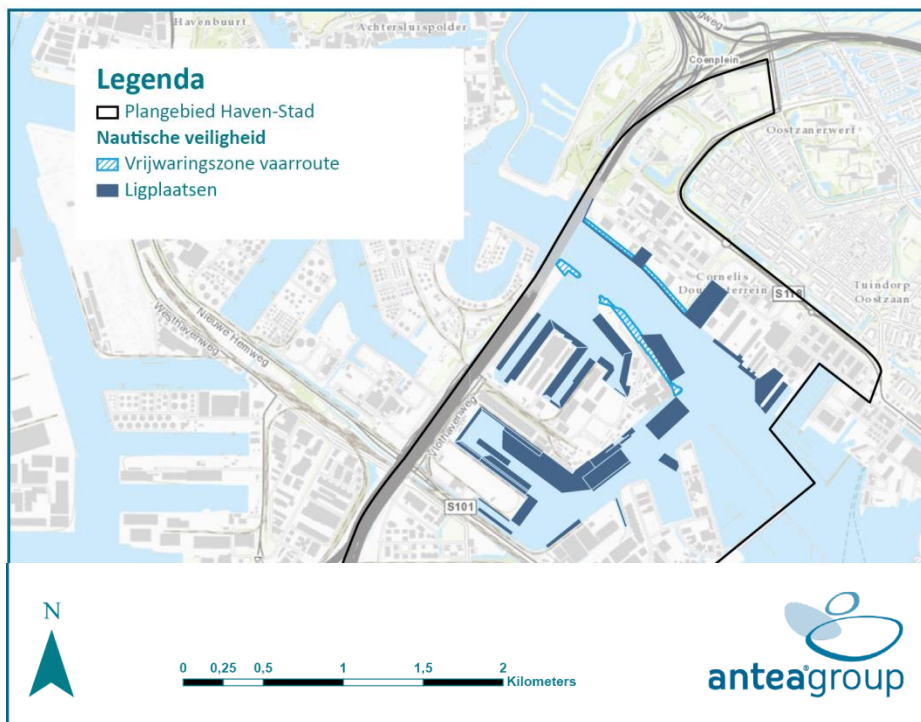 Havenbuurt
Achtersluispolder
Coenplein
Legenda
Plangebied Haven-Stad
Nautische veiligheid
Vrijwaringszone vaarroute
Ligplaatsen
Oostzanerwerf
Cornelis
S118
Tuindorp
Oostzaan
Nieuwe Hemweg
Westhavenweg
Vlothavenweg
S101
N
0 0,25 0,5 1 1,5 2
Kilometers
anteagroup